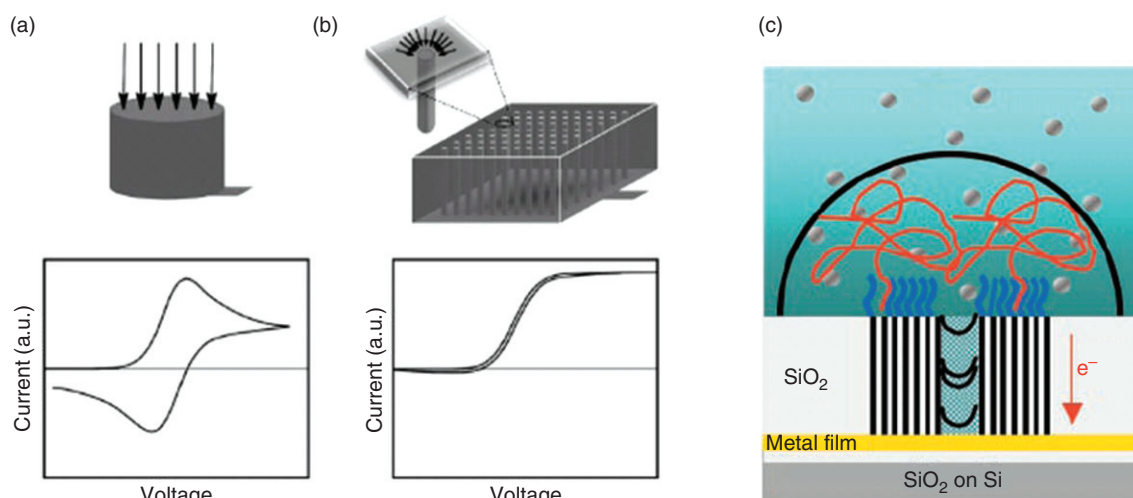 (a)
(b)
(c)
Current (a.u.)
Voltage
Current (a.u.)
Voltage
SiO₂
e⁻
Metal film
SiO₂ on Si